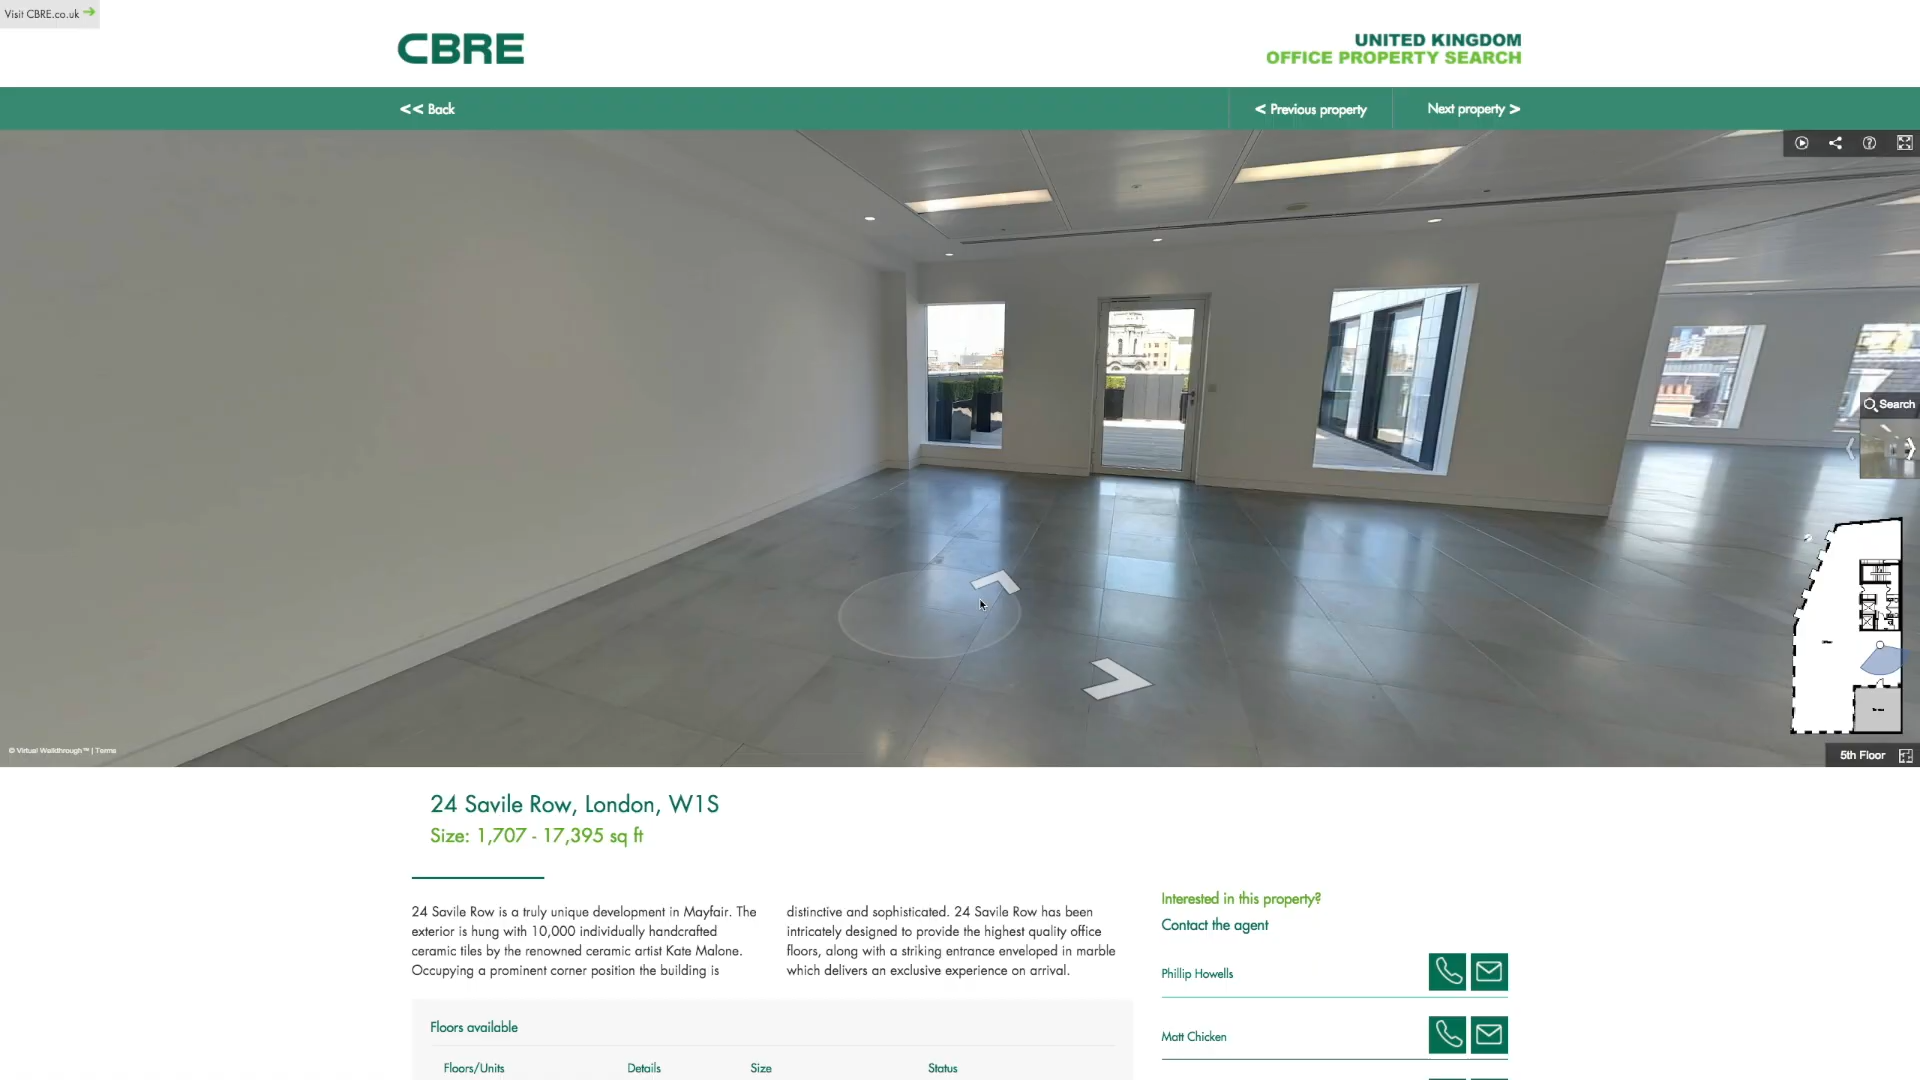 Visit CBRE.co.uk
CBRE
UNITED KINGDOM
OFFICE PROPERTY SEARCH
<< Back
< Previous property
Next property >
Search
© Virtual Walkthrough™ | Terms
5th Floor
24 Savile Row, London, W1S
Size: 1,707 - 17,395 sq ft
24 Savile Row is a truly unique development in Mayfair. The
exterior is hung with 10,000 individually handcrafted
ceramic tiles by the renowned ceramic artist Kate Malone.
Occupying a prominent corner position the building is
distinctive and sophisticated. 24 Savile Row has been
intricately designed to provide the highest quality office
floors, along with a striking entrance enveloped in marble
which delivers an exclusive experience on arrival.
Interested in this property?
Contact the agent
Phillip Howells
Matt Chicken
Floors available
Floors/Units Details Size Status